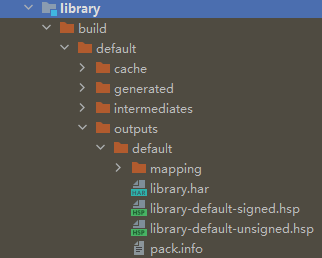 library
build
default
cache
generated
intermediates
outputs
default
mapping
HAR library.har
HSP library-default-signed.hsp
HSP library-default-unsigned.hsp
pack.info